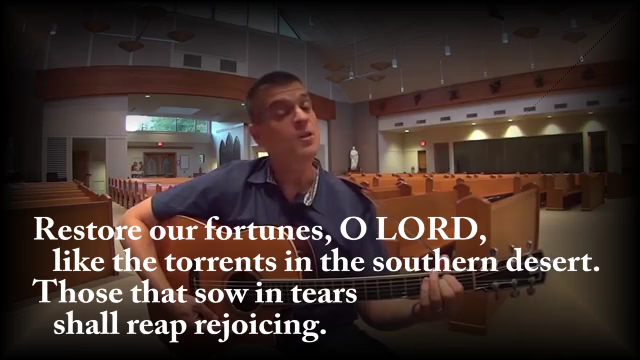 Restore our fortunes, O LORD,
like the torrents in the southern desert.
Those that sow in tears
shall reap rejoicing.